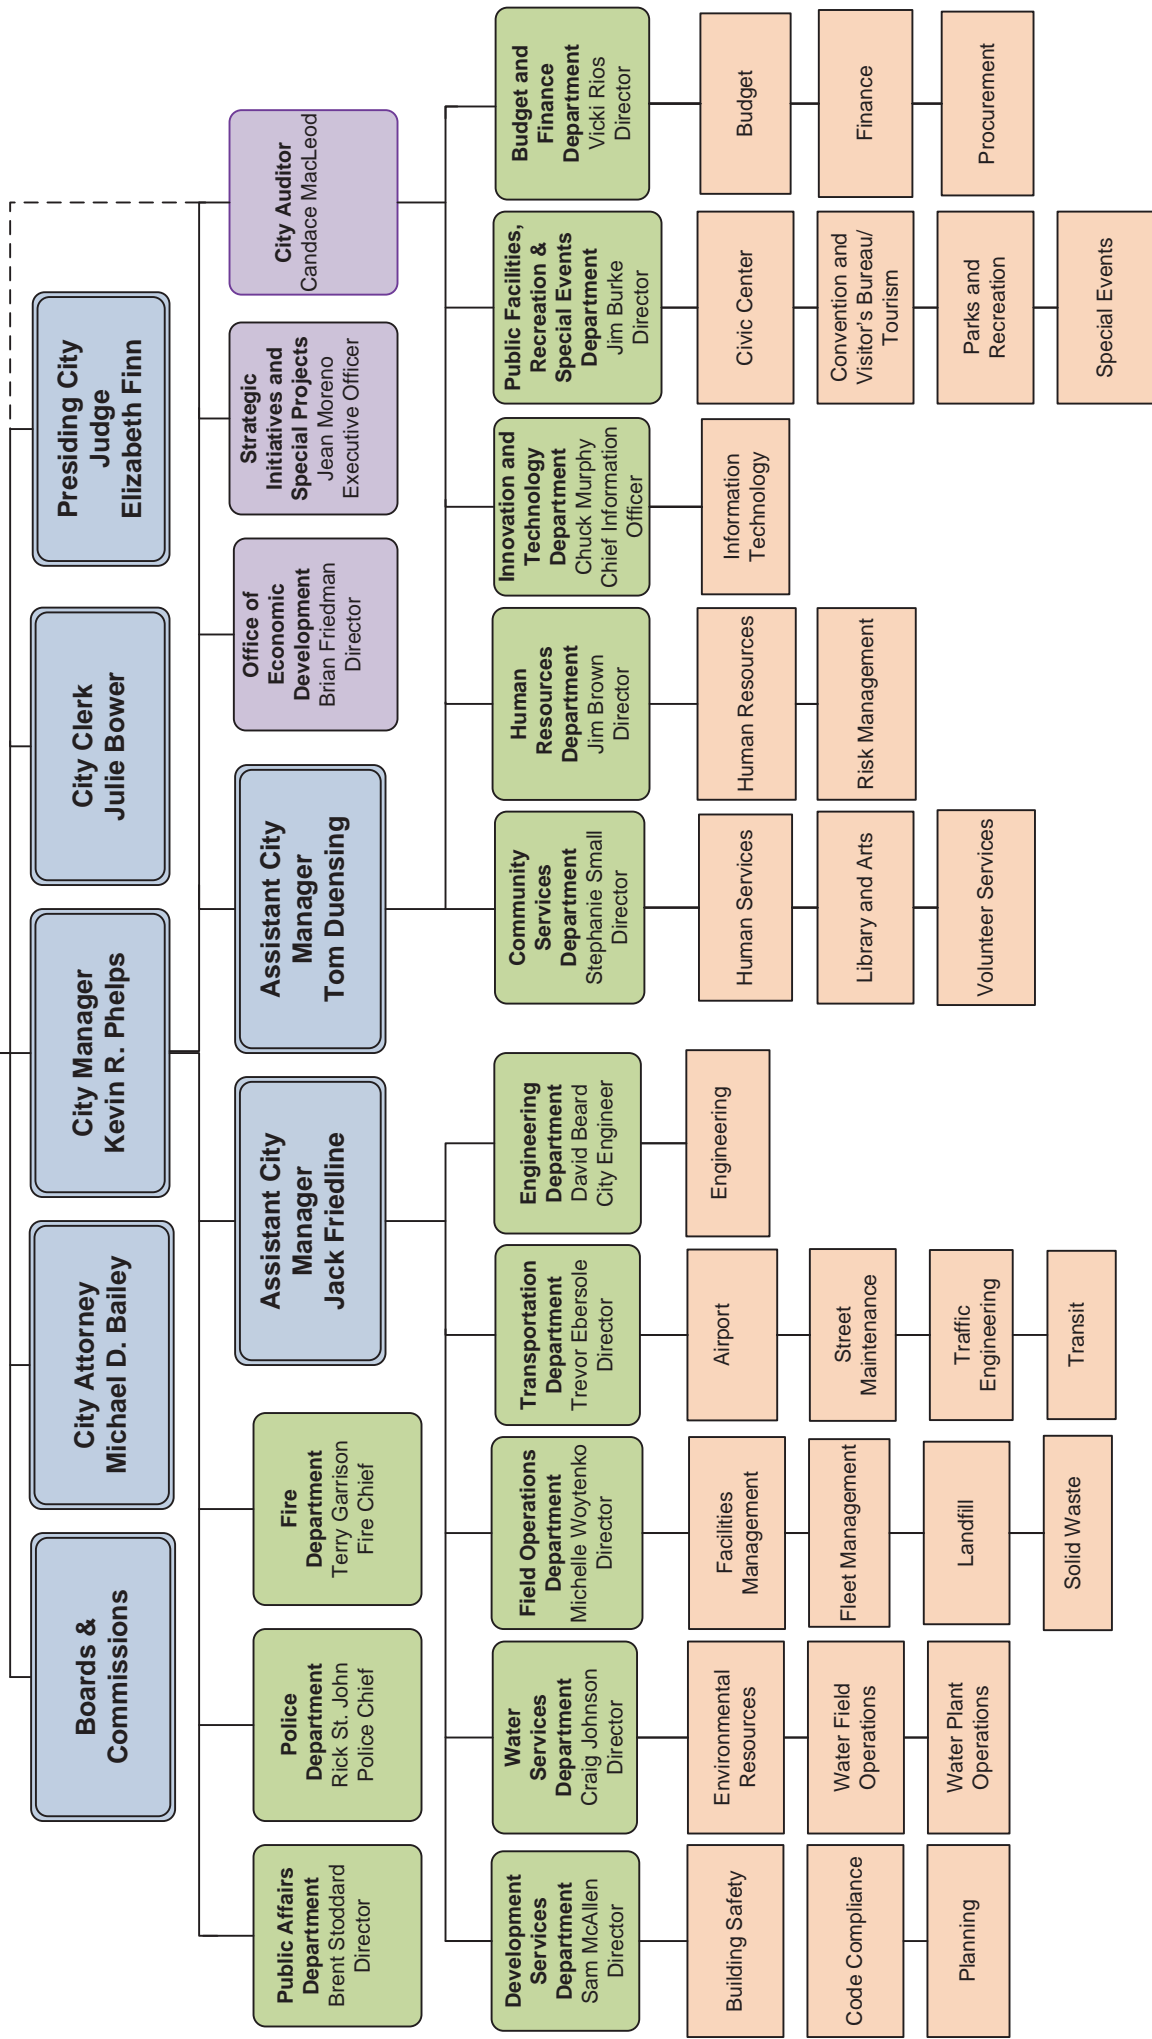 Boards &
Commissions
City Attorney
Michael D. Bailey
City Manager
Kevin R. Phelps
City Clerk
Julie Bower
Presiding City
Judge
Elizabeth Finn
Public Affairs
Department
Brent Stoddard
Director
Police
Department
Rick St. John
Police Chief
Fire
Department
Terry Garrison
Fire Chief
Assistant City
Manager
Jack Friedline
Assistant City
Manager
Tom Duensing
Office of
Economic
Development
Brian Friedman
Director
Strategic
Initiatives and
Special Projects
Jean Moreno
Executive Officer
City Auditor
Candace MacLeod
Development
Services
Department
Sam McAllen
Director
Building Safety
Code Compliance
Planning
Water
Services
Department
Craig Johnson
Director
Environmental
Resources
Water Field
Operations
Water Plant
Operations
Field Operations
Department
Michelle Woytenko
Director
Facilities
Management
Fleet Management
Landfill
Solid Waste
Transportation
Department
Trevor Ebersole
Director
Airport
Street
Maintenance
Traffic
Engineering
Transit
Engineering
Department
David Beard
City Engineer
Engineering
Community
Services
Department
Stephanie Small
Director
Human Services
Library and Arts
Volunteer Services
Human
Resources
Department
Jim Brown
Director
Human Resources
Risk Management
Innovation and
Technology
Department
Chuck Murphy
Chief Information
Officer
Information
Technology
Public Facilities,
Recreation &
Special Events
Department
Jim Burke
Director
Civic Center
Convention and
Visitor's Bureau/
Tourism
Parks and
Recreation
Special Events
Budget and
Finance
Department
Vicki Rios
Director
Budget
Finance
Procurement